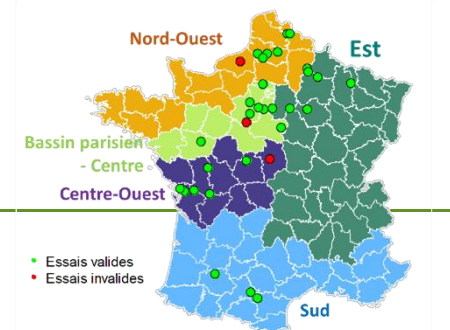 Nord-Ouest
Est
Bassin parisien
- Centre
Centre-Ouest
Essais valides
Essais invalides
Sud